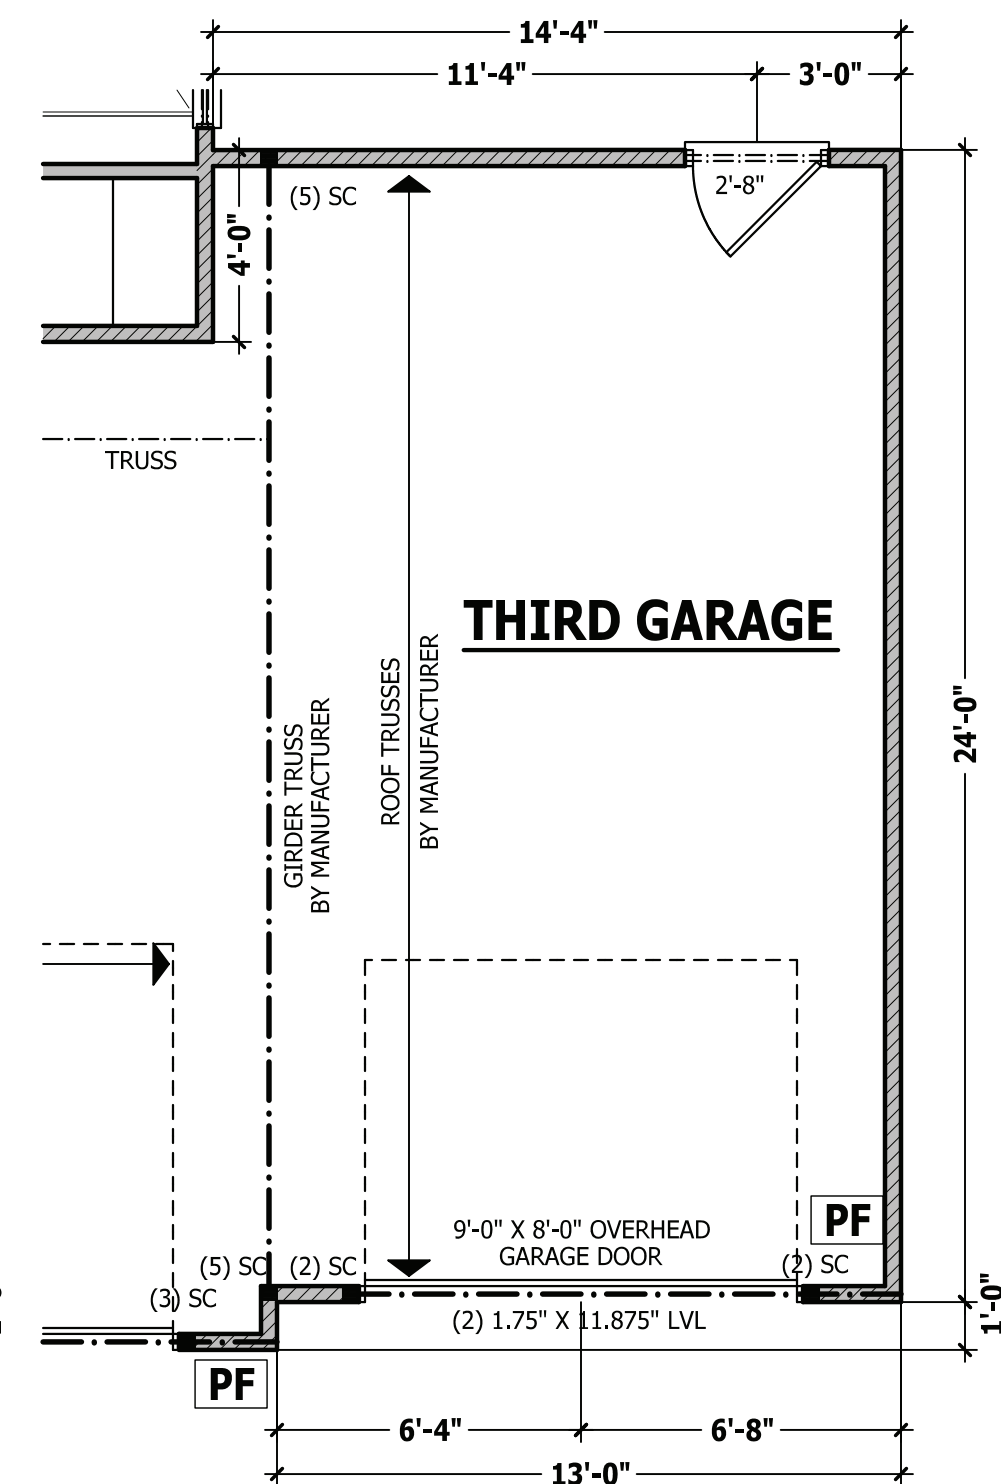 14'-4"
11'-4"
3'-0"
2'-8"
(5) SC
4'-0"
TRUSS
THIRD GARAGE
ROOF TRUSSES
BY MANUFACTURER
GIRDER TRUSS
BY MANUFACTURER
24'-0"
PF
9'-0" X 8'-0" OVERHEAD
GARAGE DOOR
(5) SC
(2) SC
(2) SC
(3) SC
(2) 1.75" X 11.875" LVL
1'-0"
PF
6'-4"
6'-8"
13'-0"